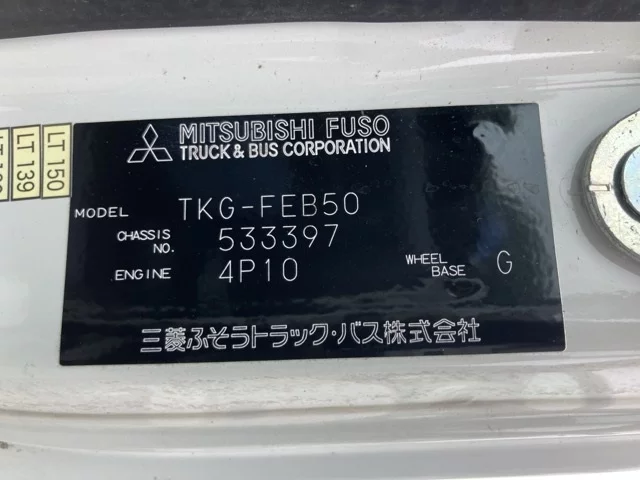 MITSUBISHI FUSO
TRUCK & BUS CORPORATION
MODEL TKG-FEB50
CHASSIS NO. 533397
ENGINE 4P10
WHEEL BASE G
三菱ふそうトラック・バス株式会社
LT 150
LT 139